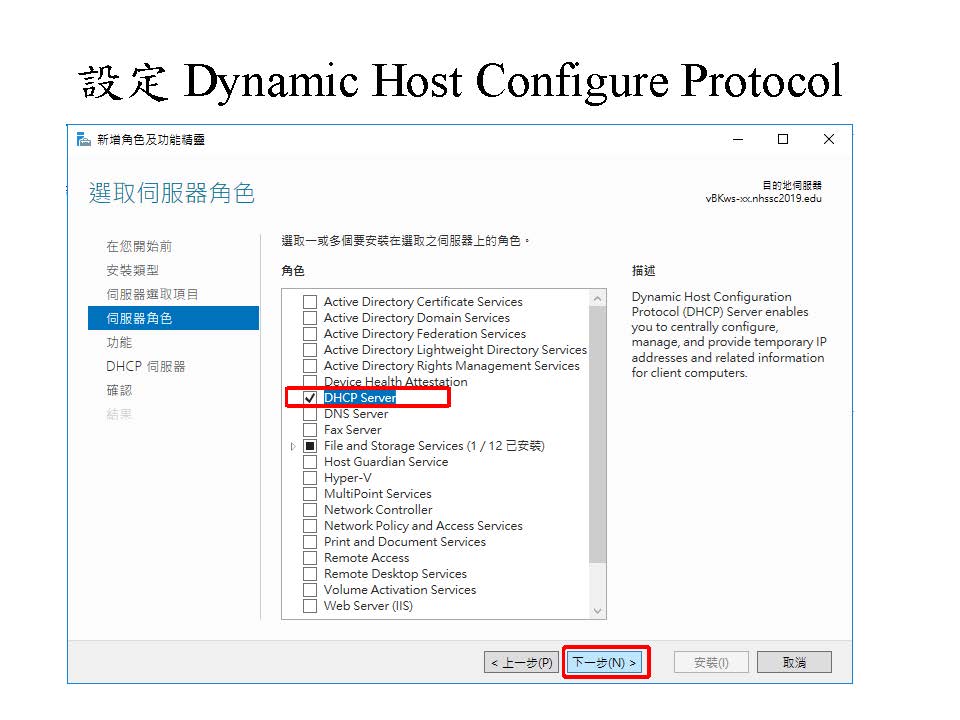 設定 Dynamic Host Configure Protocol
新增角色及功能精靈
選取伺服器角色
目的地伺服器
vBKws-xx.nhssc2019.edu
在您開始前
安裝類型
伺服器選取項目
伺服器角色
功能
DHCP 伺服器
確認
結果
選取一或多個要安裝在選取之伺服器上的角色。
角色
Active Directory Certificate Services
Active Directory Domain Services
Active Directory Federation Services
Active Directory Lightweight Directory Services
Active Directory Rights Management Services
Device Health Attestation
DHCP Server
DNS Server
Fax Server
File and Storage Services (1 / 12 已安裝)
Host Guardian Service
Hyper-V
MultiPoint Services
Network Controller
Network Policy and Access Services
Print and Document Services
Remote Access
Remote Desktop Services
Volume Activation Services
Web Server (IIS)
描述
Dynamic Host Configuration
Protocol (DHCP) Server enables
you to centrally configure,
manage, and provide temporary IP
addresses and related information
for client computers.
< 上一步(P)
下一步(N) >
安裝(I)
取消